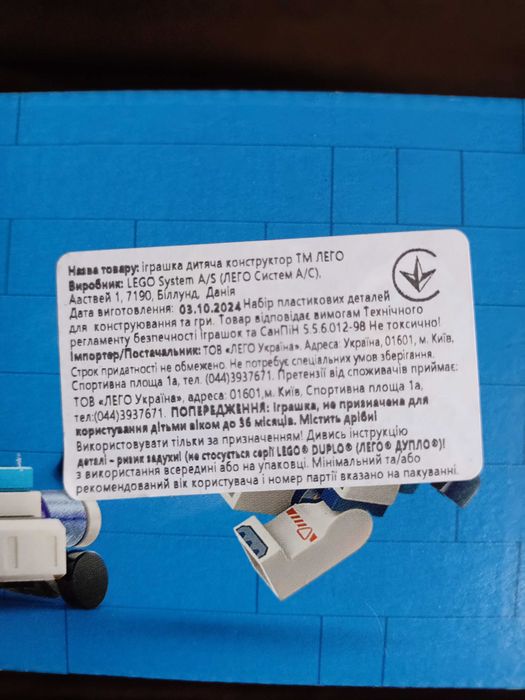 Назва товару: іграшка дитяча конструктор ТМ ЛЕГО
Виробник: LEGO System A/S (ЛЕГО Систем А/С),
Ааствей 1, 7190, Біллунд, Данія
Дата виготовлення: 03.10.2024 Набір пластикових деталей
для конструювання та гри. Товар відповідає вимогам Технічного
регламенту безпечності іграшок та СанПіН 5.5.6.012-98 Не токсично!
Імпортер/Постачальник: ТОВ «ЛЕГО Україна», Адреса: Україна, 01601, м. Київ,
Строк придатності не обмежено. Не потребує спеціальних умов зберігання.
Спортивна площа 1а, тел. (044)3937671. Претензії від споживачів приймає:
ТОВ «ЛЕГО Україна», адреса: 01601,м. Київ, Спортивна площа 1а,
тел:(044)3937671. ПОПЕРЕДЖЕННЯ: Іграшка, не призначена для
користування дітьми віком до 36 місяців. Містить дрібні
Використовувати тільки за призначенням! Дивись інструкцію
деталі – ризик задухи! (не стосується серії LEGO® DUPLO® (ЛЕГО® ДУПЛО®)!
з використання всередині або на упаковці. Мінімальний та/або
рекомендований вік користувача і номер партії вказано на пакуванні.